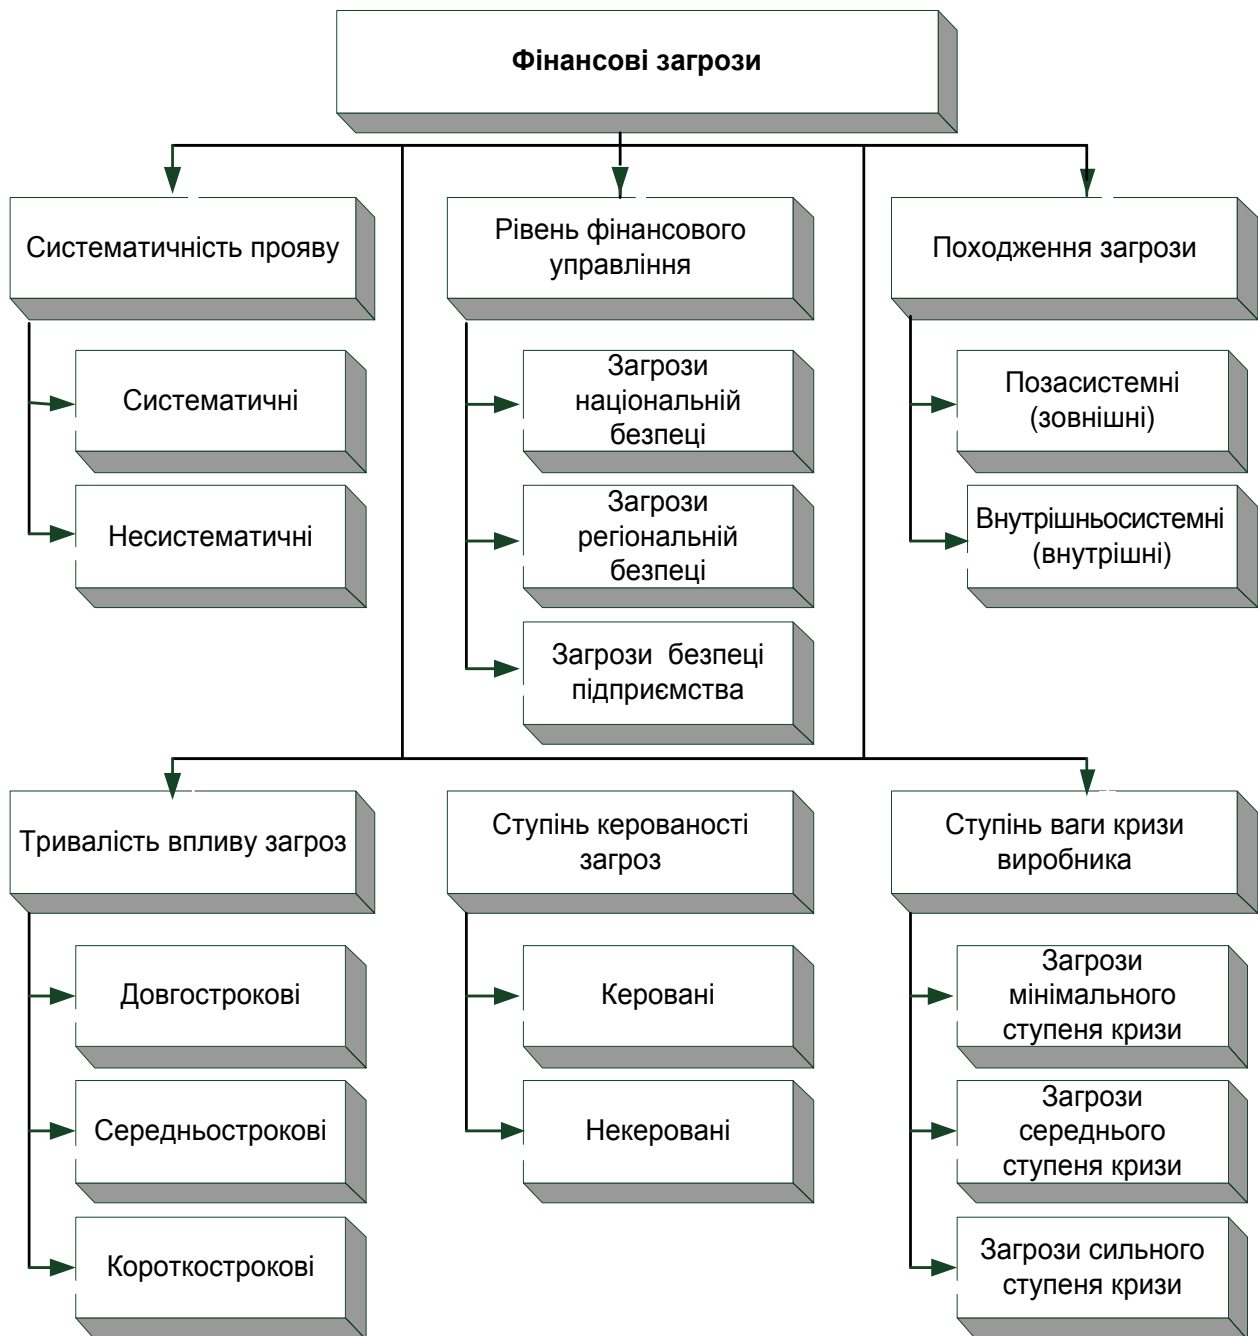 Фінансові загрози
Систематичність прояву
Систематичні
Несистематичні
Рівень фінансового
управління
Загрози
національній
безпеці
Загрози
регіональній
безпеці
Загрози безпеці
підприємства
Походження загрози
Позасистемні
(зовнішні)
Внутрішньосистемні
(внутрішні)
Тривалість впливу загроз
Довгострокові
Середньострокові
Короткострокові
Ступінь керованості
загроз
Керовані
Некеровані
Ступінь ваги кризи
виробника
Загрози
мінімального
ступеня кризи
Загрози
середнього
ступеня кризи
Загрози сильного
ступеня кризи